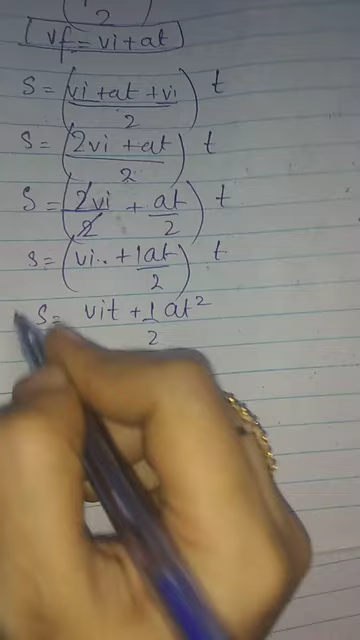 2
vf = vi + at
S = (vi + at + vi / 2) t
S = (2vi + at / 2) t
S = (2vi / 2 + at / 2) t
s = (vi.. + 1at / 2) t
s = vit + 1/2 at²